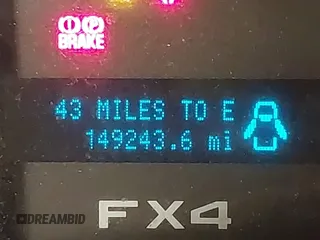 (!) (P)
BRAKE
43 MILES TO E
149243.6 mi
DREAMBID
FX4